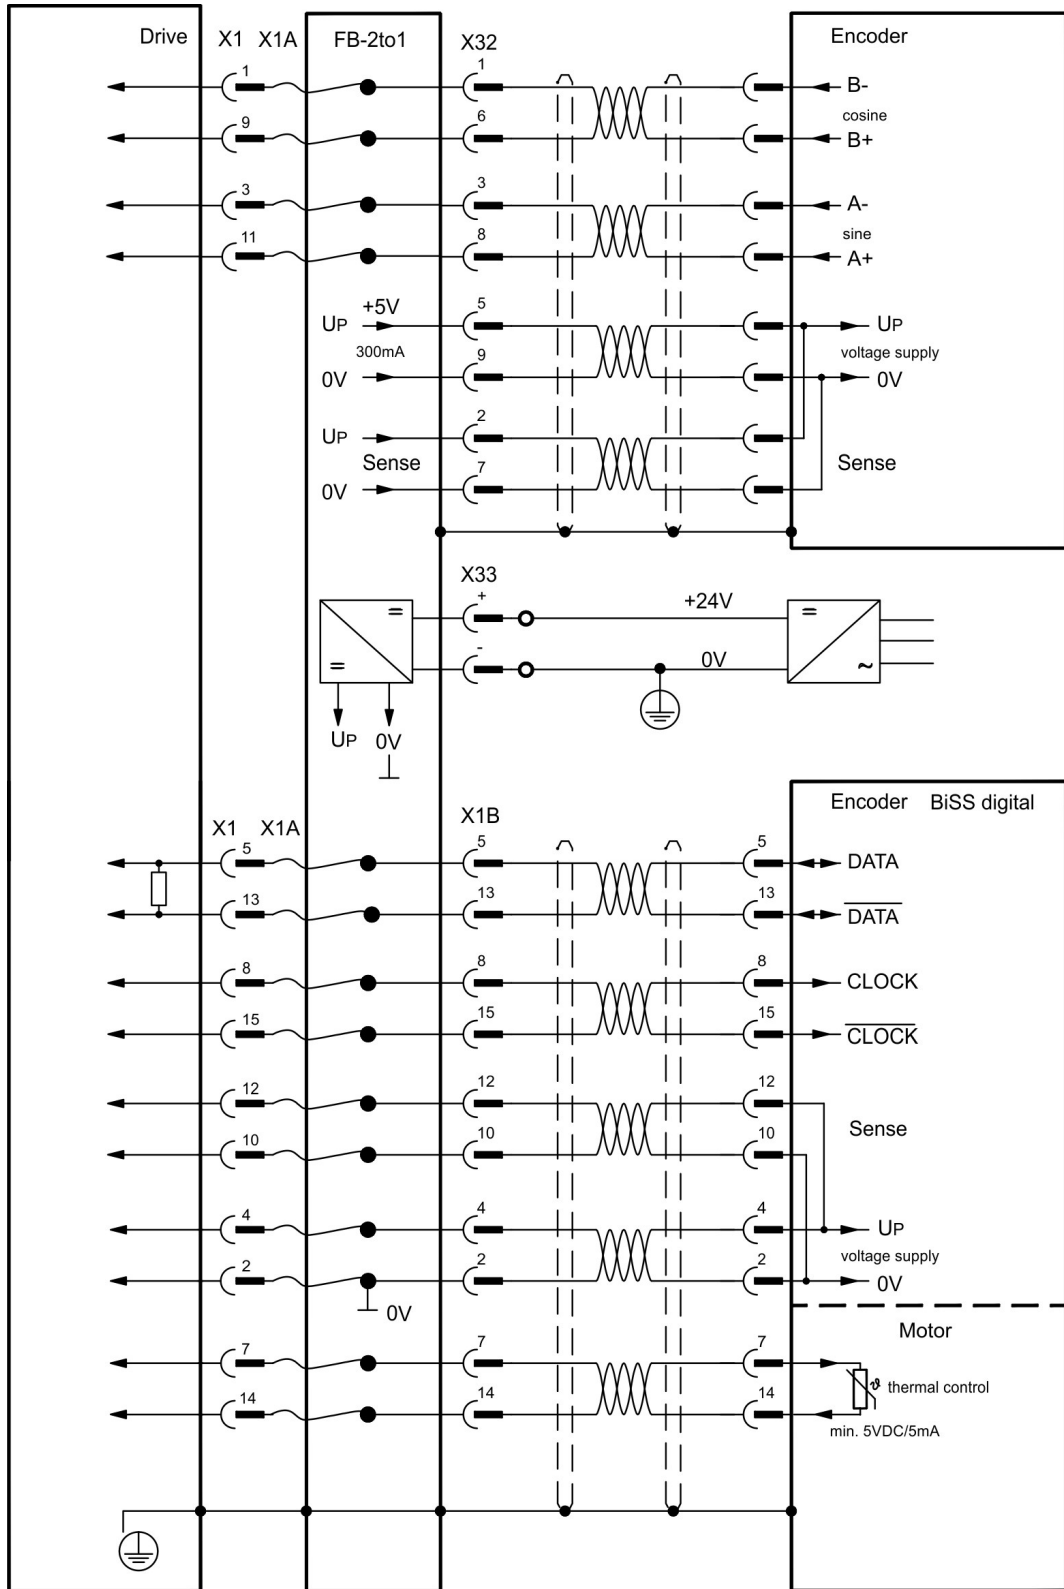 Drive X1 X1A FB-2to1 X32 Encoder
1 1 B-
cosine
9 6 B+
3 3 A-
sine
11 8 A+
+5V
UP 5 UP
300mA voltage supply
0V 9 0V
UP 2
Sense Sense
0V 7
X33
+ +24V
= =
- 0V
= ~
UP 0V
Encoder BiSS digital
X1 X1A X1B
5 5 5 DATA
13 13 13 DATA
8 8 8 CLOCK
15 15 15 CLOCK
12 12 12
Sense
10 10 10
4 4 4 UP
voltage supply
2 2 2 0V
0V
Motor
7 7 7
ϑ thermal control
14 14 14
min. 5VDC/5mA